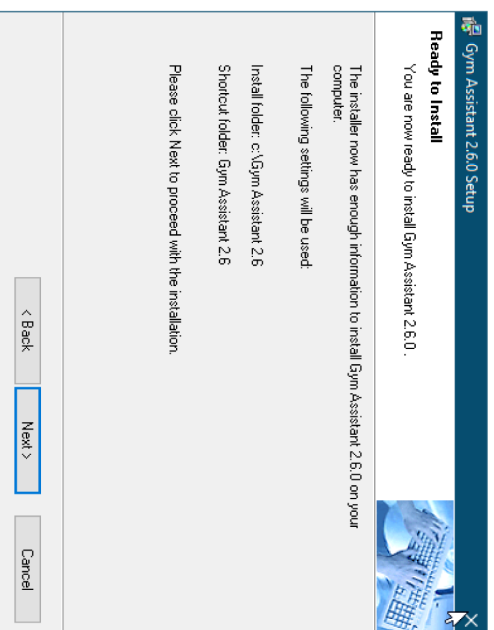 Gym Assistant 2.6.0 Setup
Ready to Install
You are now ready to install Gym Assistant 2.6.0 .
The installer now has enough information to install Gym Assistant 2.6.0 on your
computer.
The following settings will be used:
Install folder: c:\Gym Assistant 2.6
Shortcut folder: Gym Assistant 2.6
Please click Next to proceed with the installation.
< Back
Next >
Cancel